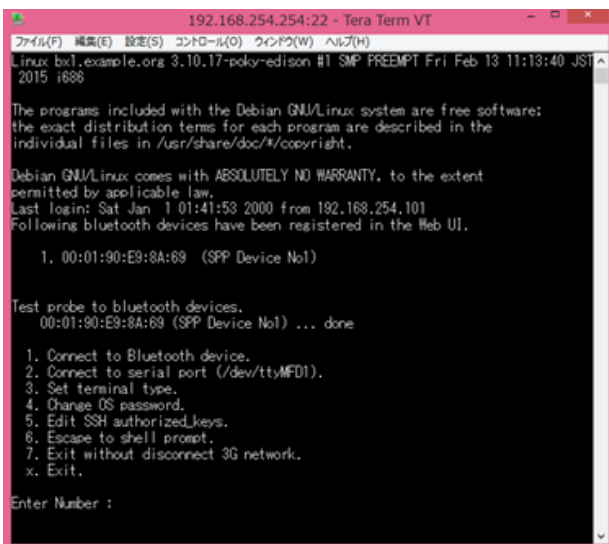 192.168.254.254:22 - Tera Term VT
ファイル(F) 編集(E) 設定(S) コントロール(O) ウィンドウ(W) ヘルプ(H)
Linux bx1.example.org 3.10.17-poky-edison #1 SMP PREEMPT Fri Feb 13 11:13:40 JST
2015 i686
The programs included with the Debian GNU/Linux system are free software;
the exact distribution terms for each program are described in the
individual files in /usr/share/doc/*/copyright.
Debian GNU/Linux comes with ABSOLUTELY NO WARRANTY, to the extent
permitted by applicable law.
Last login: Sat Jan 1 01:41:53 2000 from 192.168.254.101
Following bluetooth devices have been registered in the Web UI.
1. 00:01:90:E9:8A:69 (SPP Device No1)
Test probe to bluetooth devices.
00:01:90:E9:8A:69 (SPP Device No1) ... done
1. Connect to Bluetooth device.
2. Connect to serial port (/dev/ttyMFD1).
3. Set terminal type.
4. Change OS password.
5. Edit SSH authorized_keys.
6. Escape to shell prompt.
7. Exit without disconnect 3G network.
x. Exit.
Enter Number :